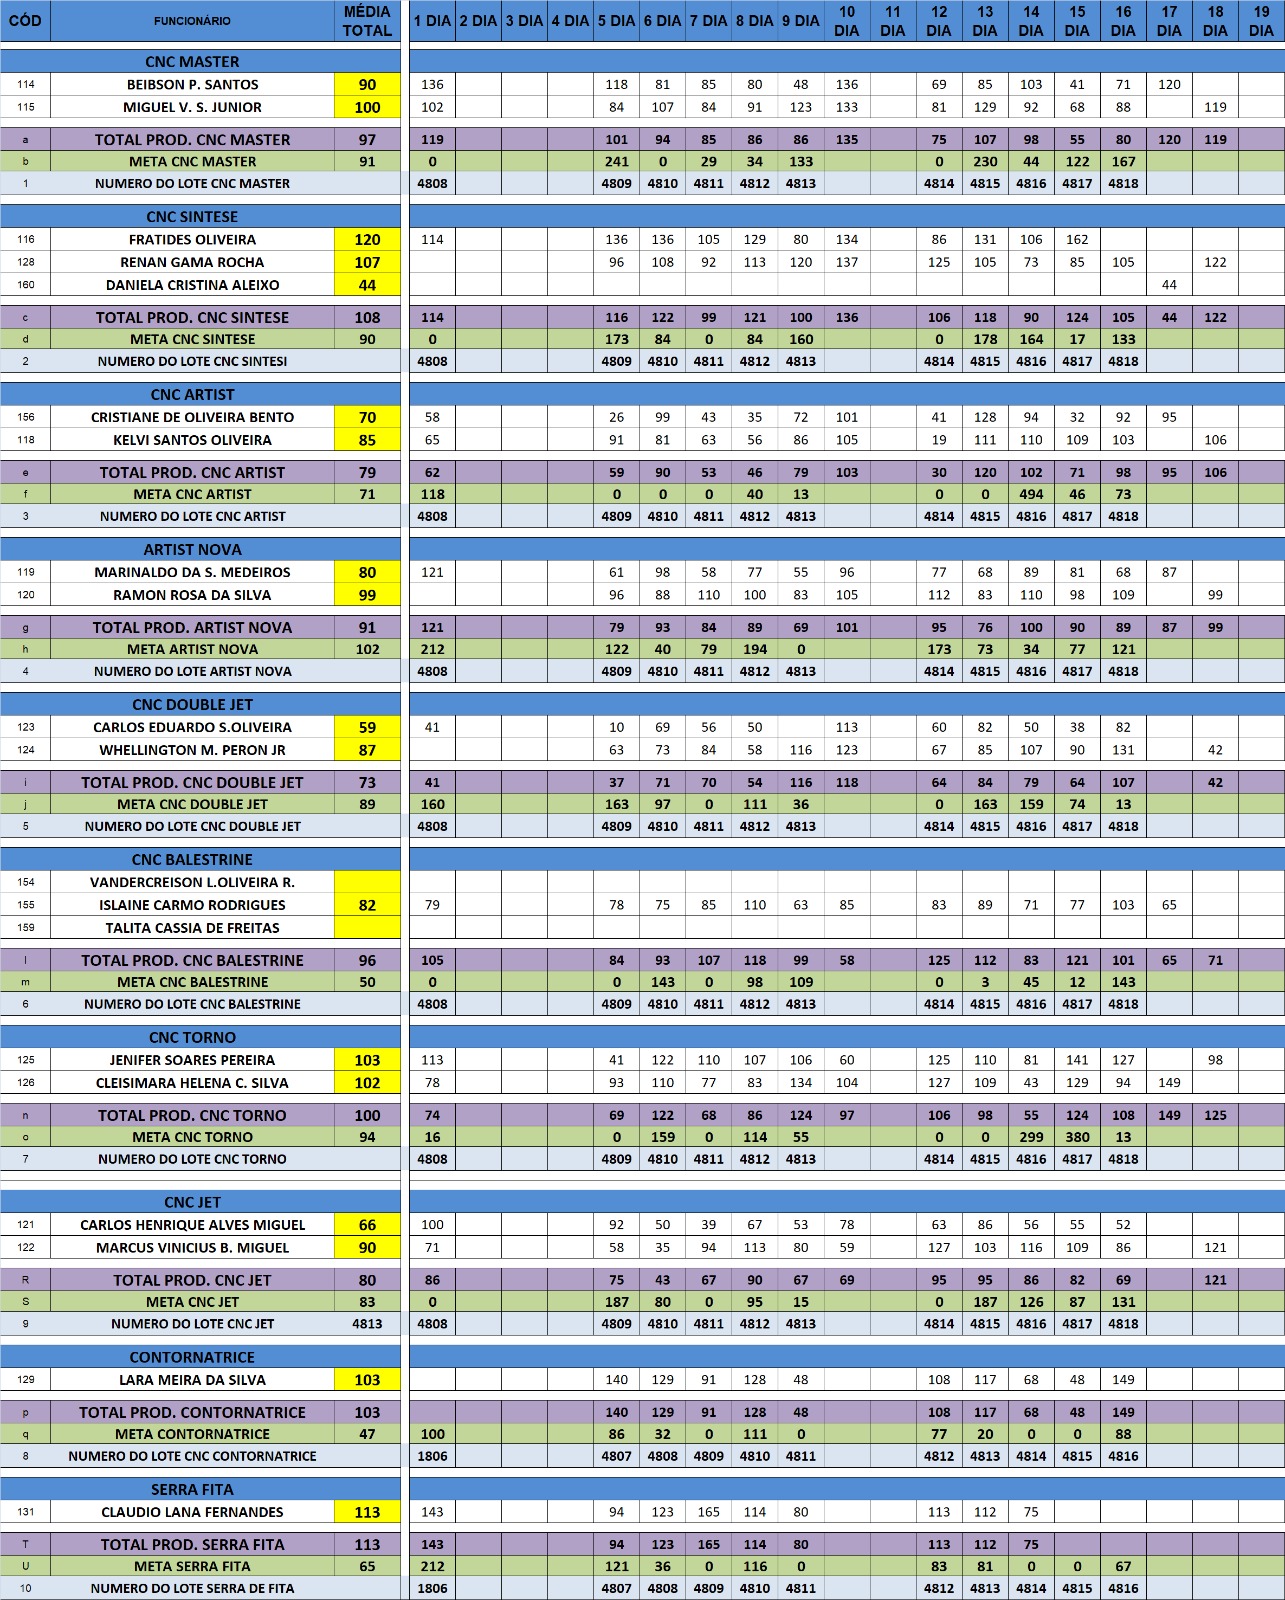 CÓD FUNCIONÁRIO MÉDIA TOTAL 1 DIA 2 DIA 3 DIA 4 DIA 5 DIA 6 DIA 7 DIA 8 DIA 9 DIA 10 DIA 11 DIA 12 DIA 13 DIA 14 DIA 15 DIA 16 DIA 17 DIA 18 DIA 19 DIA
CNC MASTER
114 BEIBSON P. SANTOS 90 136 118 81 85 80 48 136 69 85 103 41 71 120
115 MIGUEL V. S. JUNIOR 100 102 84 107 84 91 123 133 81 129 92 68 88 119
a TOTAL PROD. CNC MASTER 97 119 101 94 85 86 86 135 75 107 98 55 80 120 119
b META CNC MASTER 91 0 241 0 29 34 133 0 230 44 122 167
1 NUMERO DO LOTE CNC MASTER 4808 4809 4810 4811 4812 4813 4814 4815 4816 4817 4818
CNC SINTESE
116 FRATIDES OLIVEIRA 120 114 136 136 105 129 80 134 86 131 106 162
128 RENAN GAMA ROCHA 107 96 108 92 113 120 137 125 105 73 85 105 122
160 DANIELA CRISTINA ALEIXO 44 44
c TOTAL PROD. CNC SINTESE 108 114 116 122 99 121 100 136 106 118 90 124 105 44 122
d META CNC SINTESE 90 0 173 84 0 84 160 0 178 164 17 133
2 NUMERO DO LOTE CNC SINTESI 4808 4809 4810 4811 4812 4813 4814 4815 4816 4817 4818
CNC ARTIST
156 CRISTIANE DE OLIVEIRA BENTO 70 58 26 99 43 35 72 101 41 128 94 32 92 95
118 KELVI SANTOS OLIVEIRA 85 65 91 81 63 56 86 105 19 111 110 109 103 106
e TOTAL PROD. CNC ARTIST 79 62 59 90 53 46 79 103 30 120 102 71 98 95 106
f META CNC ARTIST 71 118 0 0 0 40 13 0 0 494 46 73
3 NUMERO DO LOTE CNC ARTIST 4808 4809 4810 4811 4812 4813 4814 4815 4816 4817 4818
ARTIST NOVA
119 MARINALDO DA S. MEDEIROS 80 121 61 98 58 77 55 96 77 68 89 81 68 87
120 RAMON ROSA DA SILVA 99 96 88 110 100 83 105 112 83 110 98 109 99
g TOTAL PROD. ARTIST NOVA 91 121 79 93 84 89 69 101 95 76 100 90 89 87 99
h META ARTIST NOVA 102 212 122 40 79 194 0 173 73 34 77 121
4 NUMERO DO LOTE ARTIST NOVA 4808 4809 4810 4811 4812 4813 4814 4815 4816 4817 4818
CNC DOUBLE JET
123 CARLOS EDUARDO S.OLIVEIRA 59 41 10 69 56 50 113 60 82 50 38 82
124 WHELLINGTON M. PERON JR 87 63 73 84 58 116 123 67 85 107 90 131 42
i TOTAL PROD. CNC DOUBLE JET 73 41 37 71 70 54 116 118 64 84 79 64 107 42
j META CNC DOUBLE JET 89 160 163 97 0 111 36 0 163 159 74 13
5 NUMERO DO LOTE CNC DOUBLE JET 4808 4809 4810 4811 4812 4813 4814 4815 4816 4817 4818
CNC BALESTRINE
154 VANDERCREISON L.OLIVEIRA R.
155 ISLAINE CARMO RODRIGUES 82 79 78 75 85 110 63 85 83 89 71 77 103 65
159 TALITA CASSIA DE FREITAS
l TOTAL PROD. CNC BALESTRINE 96 105 84 93 107 118 99 58 125 112 83 121 101 65 71
m META CNC BALESTRINE 50 0 0 143 0 98 109 0 3 45 12 143
6 NUMERO DO LOTE CNC BALESTRINE 4808 4809 4810 4811 4812 4813 4814 4815 4816 4817 4818
CNC TORNO
125 JENIFER SOARES PEREIRA 103 113 41 122 110 107 106 60 125 110 81 141 127 98
126 CLEISIMARA HELENA C. SILVA 102 78 93 110 77 83 134 104 127 109 43 129 94 149
n TOTAL PROD. CNC TORNO 100 74 69 122 68 86 124 97 106 98 55 124 108 149 125
o META CNC TORNO 94 16 0 159 0 114 55 0 0 299 380 13
7 NUMERO DO LOTE CNC TORNO 4808 4809 4810 4811 4812 4813 4814 4815 4816 4817 4818
CNC JET
121 CARLOS HENRIQUE ALVES MIGUEL 66 100 92 50 39 67 53 78 63 86 56 55 52
122 MARCUS VINICIUS B. MIGUEL 90 71 58 35 94 113 80 59 127 103 116 109 86 121
R TOTAL PROD. CNC JET 80 86 75 43 67 90 67 69 95 95 86 82 69 121
S META CNC JET 83 0 187 80 0 95 15 0 187 126 87 131
9 NUMERO DO LOTE CNC JET 4813 4808 4809 4810 4811 4812 4813 4814 4815 4816 4817 4818
CONTORNATRICE
129 LARA MEIRA DA SILVA 103 140 129 91 128 48 108 117 68 48 149
p TOTAL PROD. CONTORNATRICE 103 140 129 91 128 48 108 117 68 48 149
q META CONTORNATRICE 47 100 86 32 0 111 0 77 20 0 0 88
8 NUMERO DO LOTE CNC CONTORNATRICE 1806 4807 4808 4809 4810 4811 4812 4813 4814 4815 4816
SERRA FITA
131 CLAUDIO LANA FERNANDES 113 143 94 123 165 114 80 113 112 75
T TOTAL PROD. SERRA FITA 113 143 94 123 165 114 80 113 112 75
U META SERRA FITA 65 212 121 36 0 116 0 83 81 0 0 67
10 NUMERO DO LOTE SERRA DE FITA 1806 4807 4808 4809 4810 4811 4812 4813 4814 4815 4816